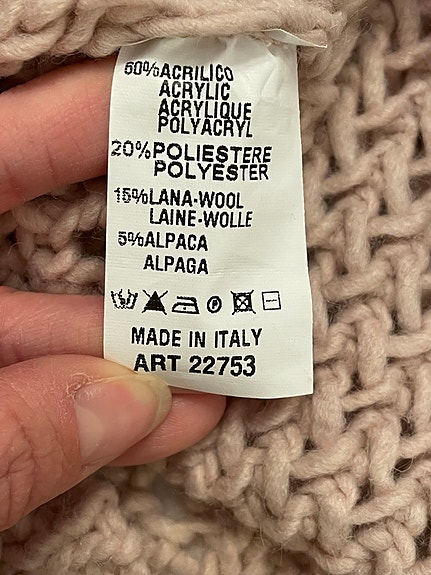 60%ACRILICO
ACRYLIC
ACRYLIQUE
POLYACRYL
20%POLIESTERE
POLYESTER
15%LANA-WOOL
LAINE-WOLLE
5%ALPACA
ALPAGA
MADE IN ITALY
ART 22753